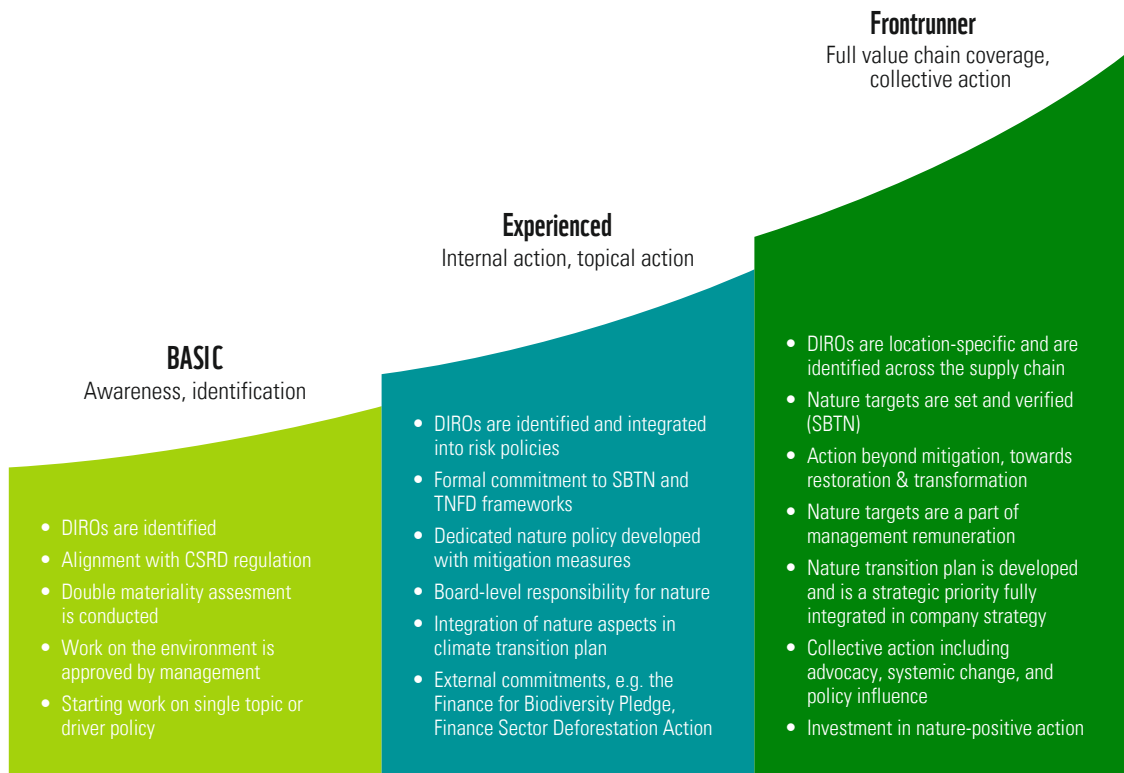 BASIC
Awareness, identification
• DIROs are identified
• Alignment with CSRD regulation
• Double materiality assesment
is conducted
• Work on the environment is
approved by management
• Starting work on single topic or
driver policy
Experienced
Internal action, topical action
• DIROs are identified and integrated
into risk policies
• Formal commitment to SBTN and
TNFD frameworks
• Dedicated nature policy developed
with mitigation measures
• Board-level responsibility for nature
• Integration of nature aspects in
climate transition plan
• External commitments, e.g. the
Finance for Biodiversity Pledge,
Finance Sector Deforestation Action
Frontrunner
Full value chain coverage,
collective action
• DIROs are location-specific and are
identified across the supply chain
• Nature targets are set and verified
(SBTN)
• Action beyond mitigation, towards
restoration & transformation
• Nature targets are a part of
management remuneration
• Nature transition plan is developed
and is a strategic priority fully
integrated in company strategy
• Collective action including
advocacy, systemic change, and
policy influence
• Investment in nature-positive action